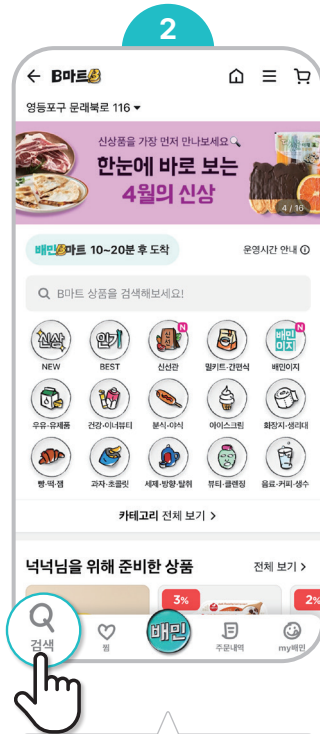 2
B마트
영등포구 문래북로 116
신상품을 가장 먼저 만나보세요
한눈에 바로 보는
4월의 신상
4 / 16
배민B마트 10~20분 후 도착
운영시간 안내
B마트 상품을 검색해보세요!
신상 인기 N 배민이지 N
NEW BEST 신선관 밀키트·간편식 배민이지
우유·유제품 건강·이너뷰티 분식·야식 아이스크림 화장지·생리대
빵·떡·잼 과자·초콜릿 세제·방향·탈취 뷰티·클렌징 음료·커피·생수
카테고리 전체 보기 >
넉넉님을 위해 준비한 상품 전체 보기 >
3% 2%
검색 찜 배민 주문내역 my배민